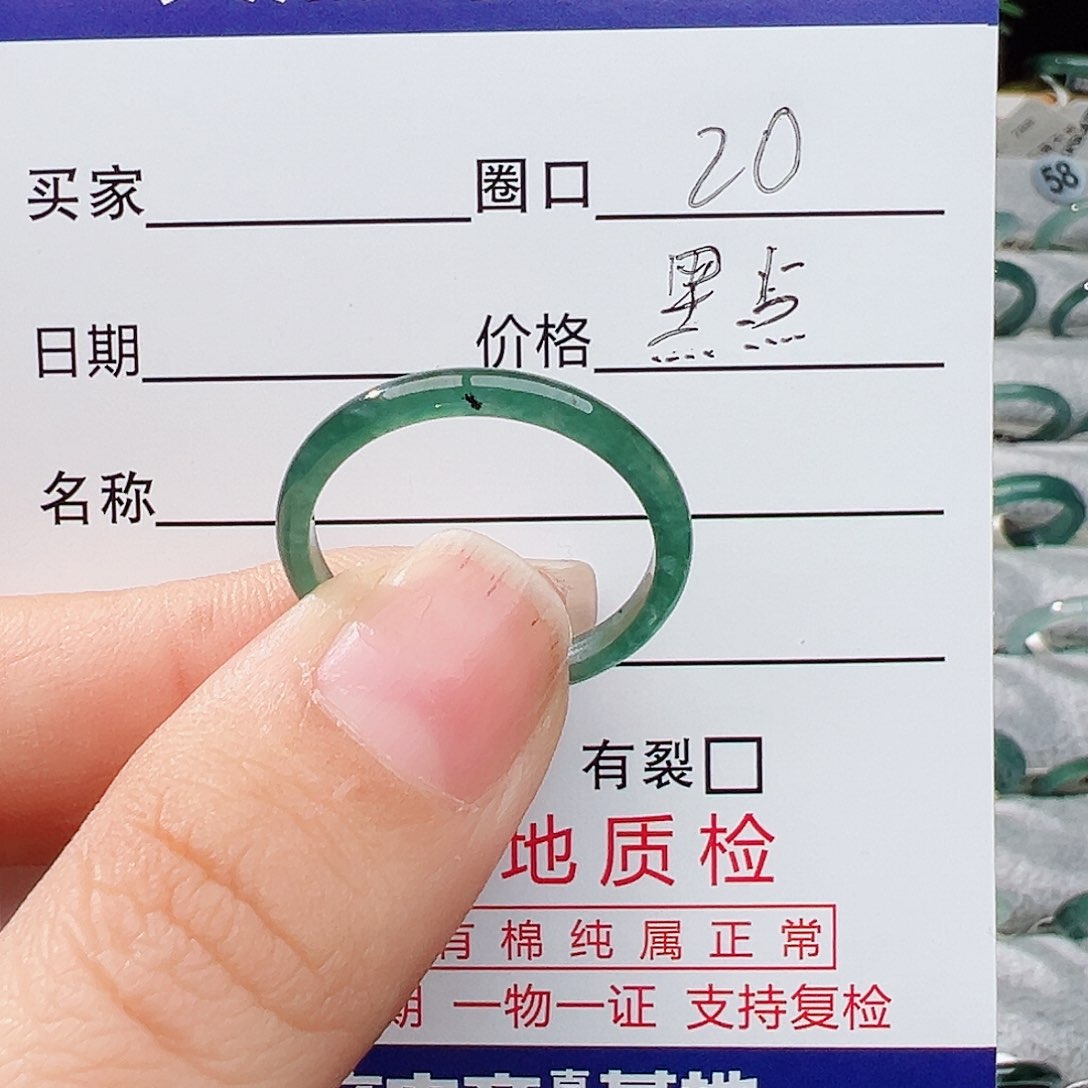 买家 圈口 20
58
日期 价格 黑点
名称
有裂
地质检
有棉纯属正常
期 一物一证 支持复检